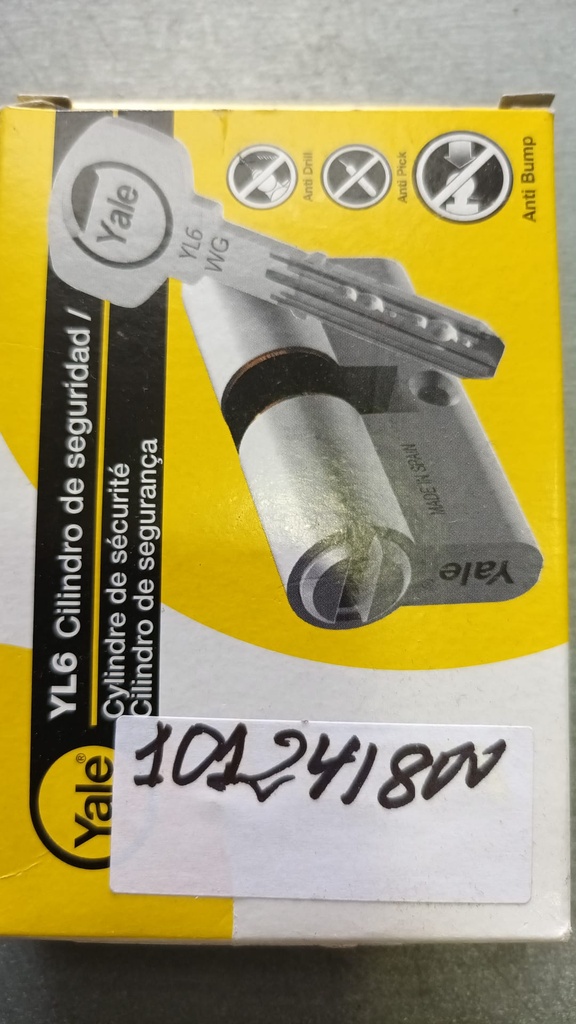 Anti Drill
Anti Pick
Anti Bump
Yale
YL6
WG
MADE IN SPAIN
Yale
YL6 Cilindro de seguridad /
Cylindre de sécurité
Cilindro de segurança
Yale®